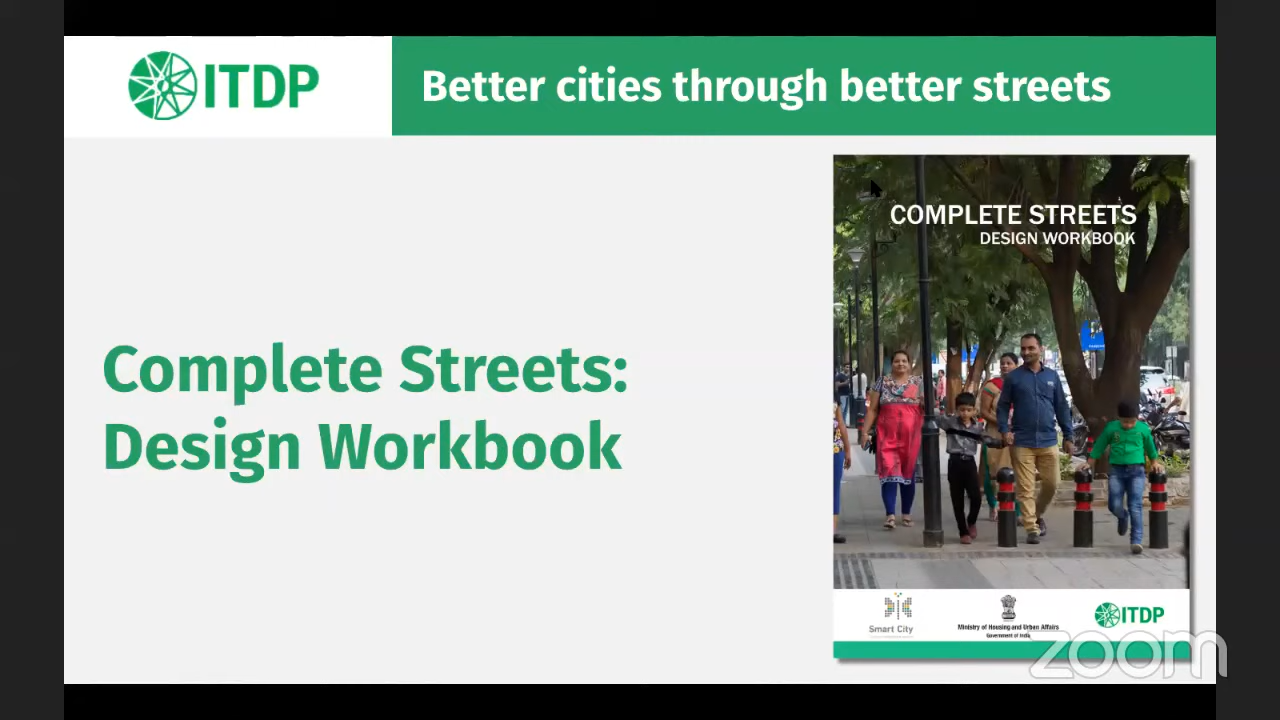 ITDP
Better cities through better streets
COMPLETE STREETS
DESIGN WORKBOOK
Complete Streets:
Design Workbook
Smart City
Ministry of Housing and Urban Affairs
Government of India
ITDP
zoom